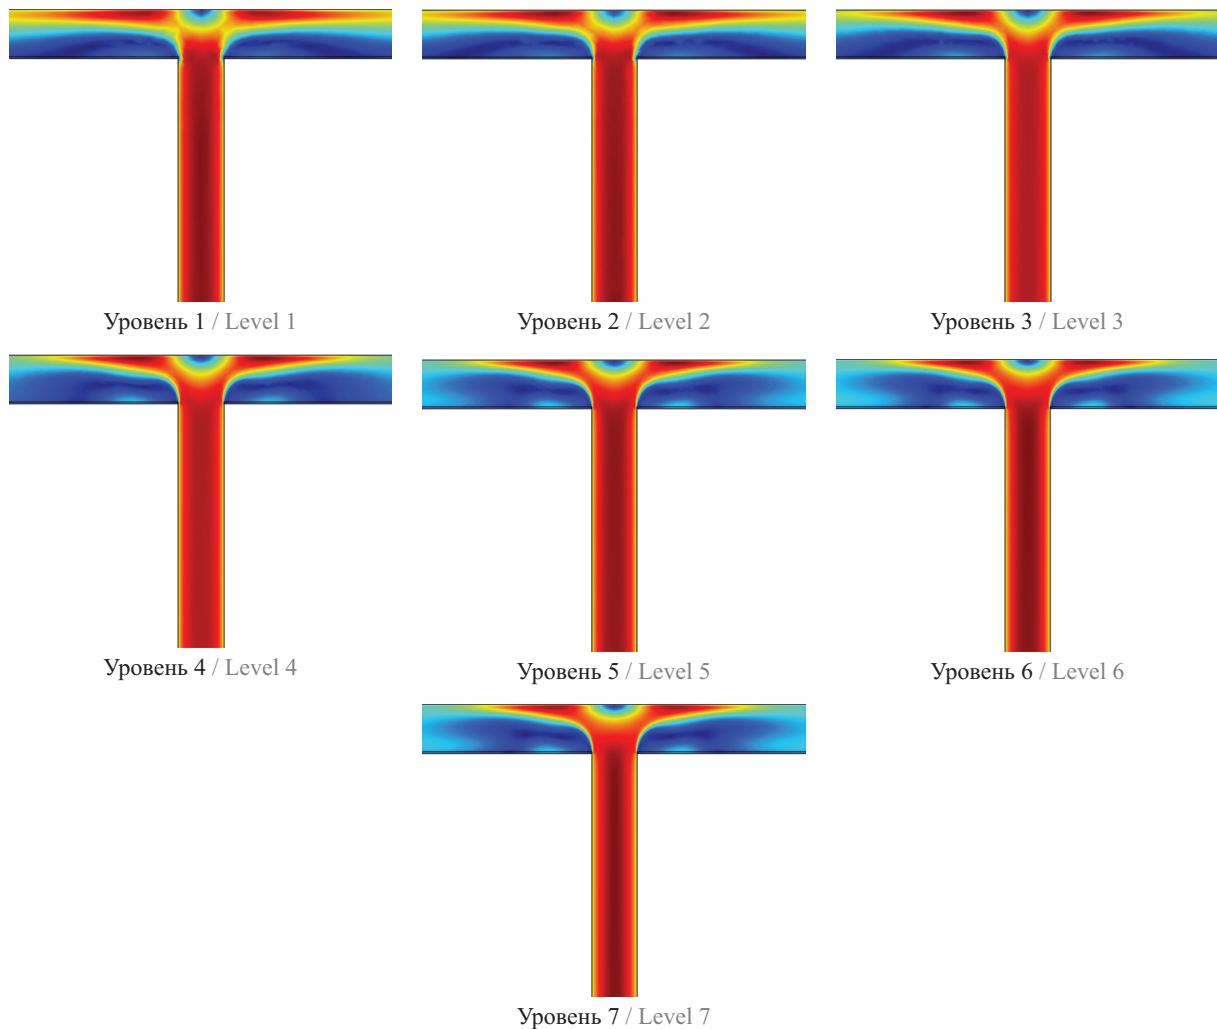 Уровень 1 / Level 1
Уровень 2 / Level 2
Уровень 3 / Level 3
Уровень 4 / Level 4
Уровень 5 / Level 5
Уровень 6 / Level 6
Уровень 7 / Level 7